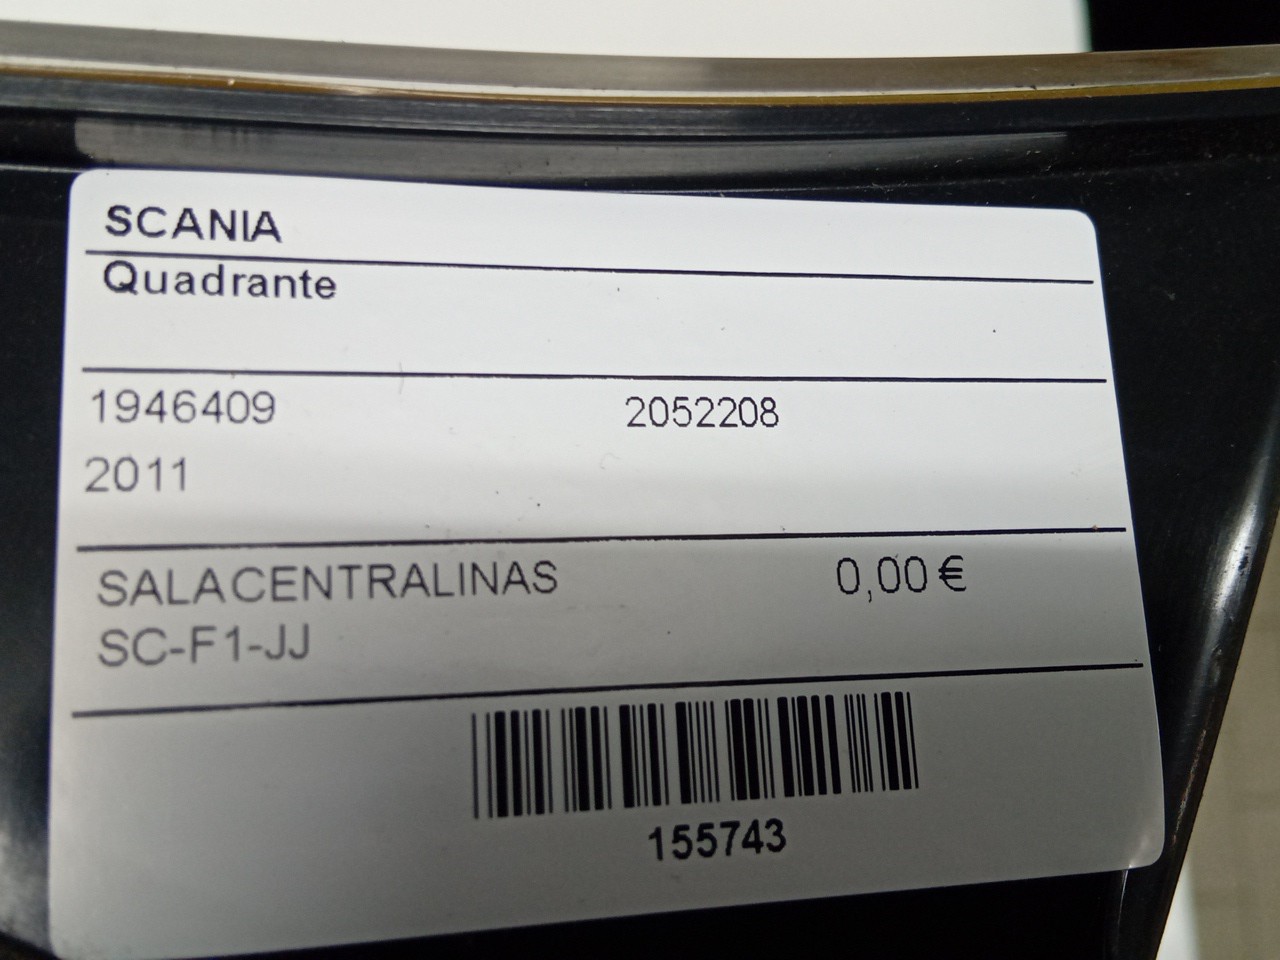 SCANIA
Quadrante
1946409 2052208
2011
SALACENTRALINAS 0,00€
SC-F1-JJ
155743